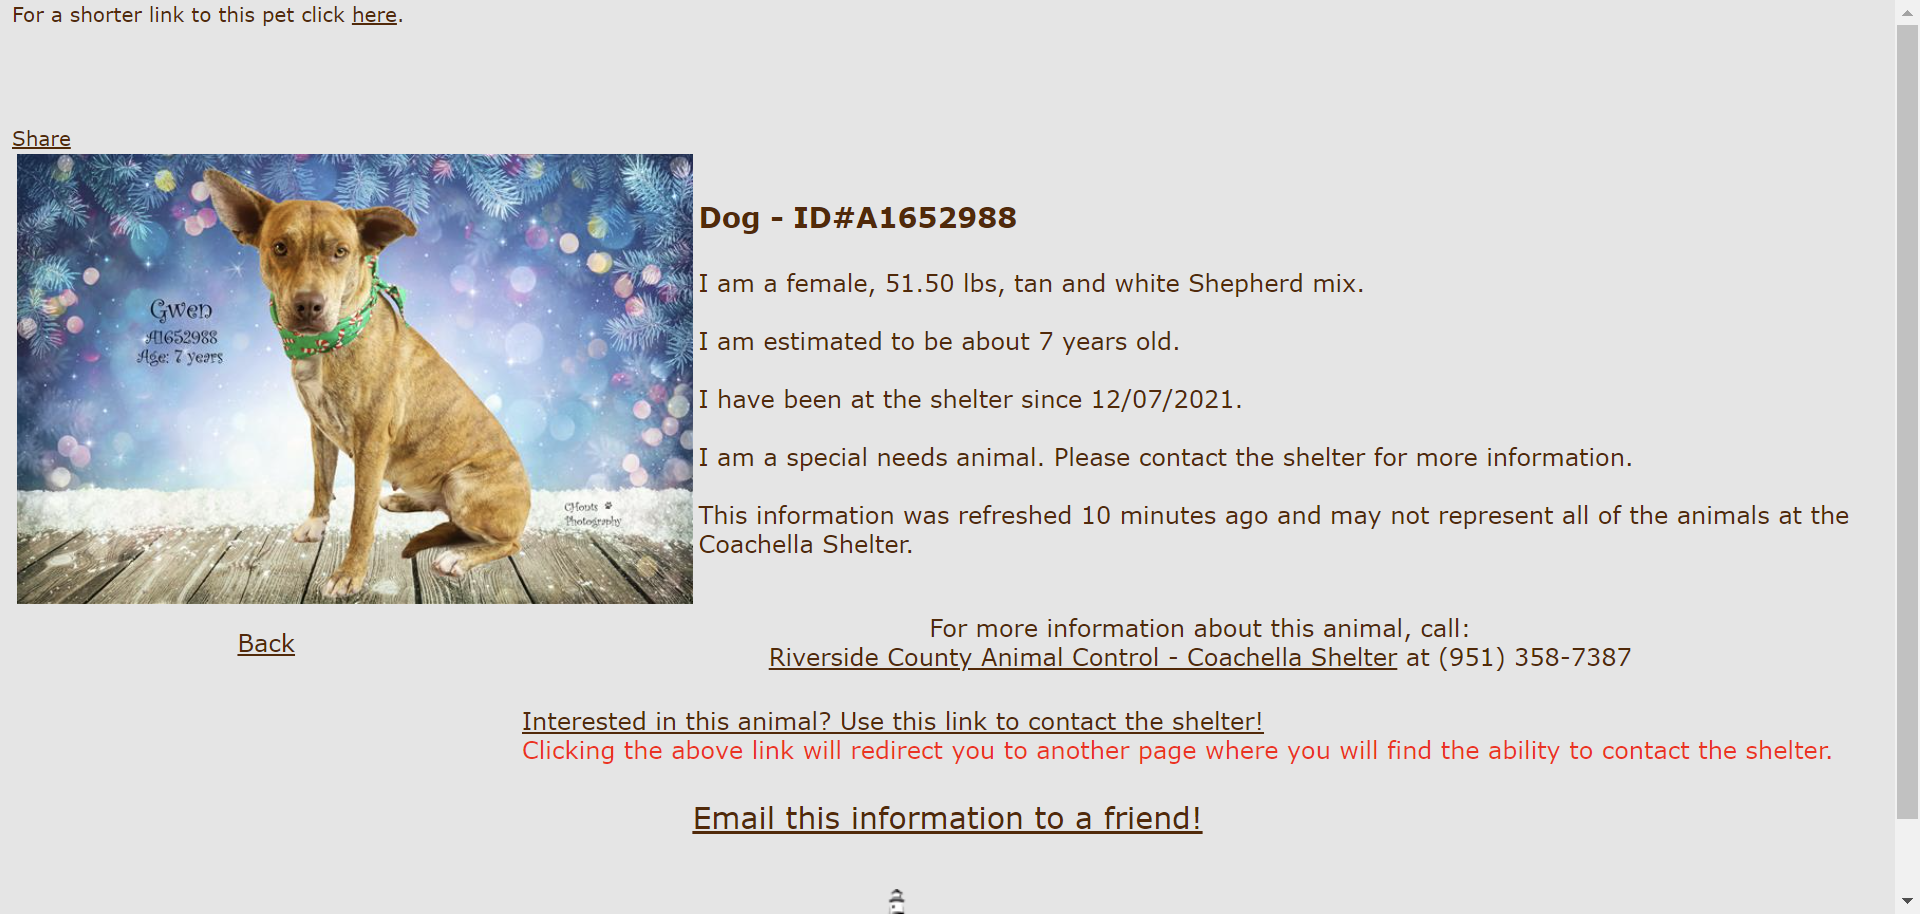 For a shorter link to this pet click here.
Share
Gwen
A1652988
Age: 7 years
CHonts
Photography
Dog - ID#A1652988
I am a female, 51.50 lbs, tan and white Shepherd mix.
I am estimated to be about 7 years old.
I have been at the shelter since 12/07/2021.
I am a special needs animal. Please contact the shelter for more information.
This information was refreshed 10 minutes ago and may not represent all of the animals at the
Coachella Shelter.
Back
For more information about this animal, call:
Riverside County Animal Control - Coachella Shelter at (951) 358-7387
Interested in this animal? Use this link to contact the shelter!
Clicking the above link will redirect you to another page where you will find the ability to contact the shelter.
Email this information to a friend!